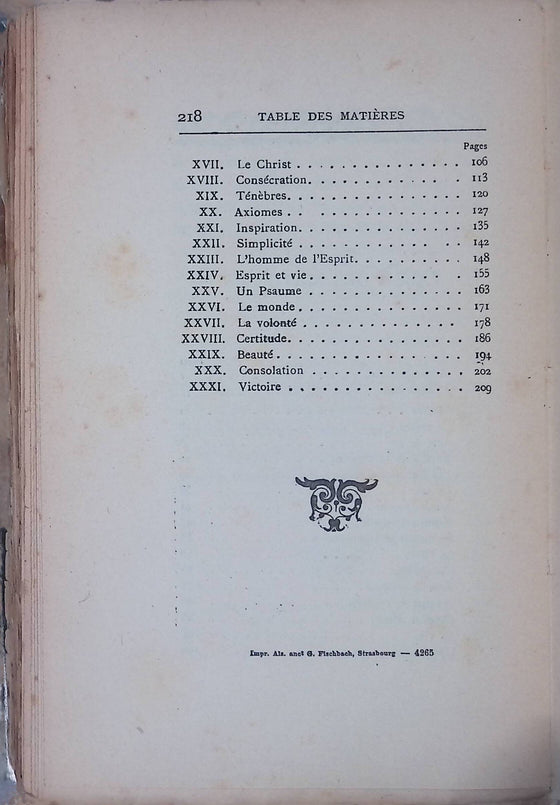 218 TABLE DES MATIÈRES
Pages
XVII. Le Christ . . . . . . . . . . . . . . . 106
XVIII. Consécration. . . . . . . . . . . . . . 113
XIX. Ténèbres. . . . . . . . . . . . . . . . 120
XX. Axiomes . . . . . . . . . . . . . . . 127
XXI. Inspiration. . . . . . . . . . . . . . . 135
XXII. Simplicité . . . . . . . . . . . . . . 142
XXIII. L'homme de l'Esprit. . . . . . . . . . 148
XXIV. Esprit et vie. . . . . . . . . . . . . . 155
XXV. Un Psaume . . . . . . . . . . . . . . 163
XXVI. Le monde. . . . . . . . . . . . . . . 171
XXVII. La volonté . . . . . . . . . . . . . . 178
XXVIII. Certitude. . . . . . . . . . . . . . . . 186
XXIX. Beauté. . . . . . . . . . . . . . . . . 194
XXX. Consolation . . . . . . . . . . . . . . 202
XXXI. Victoire . . . . . . . . . . . . . . . . 209
Impr. Als. anct G. Fischbach, Strasbourg — 4265